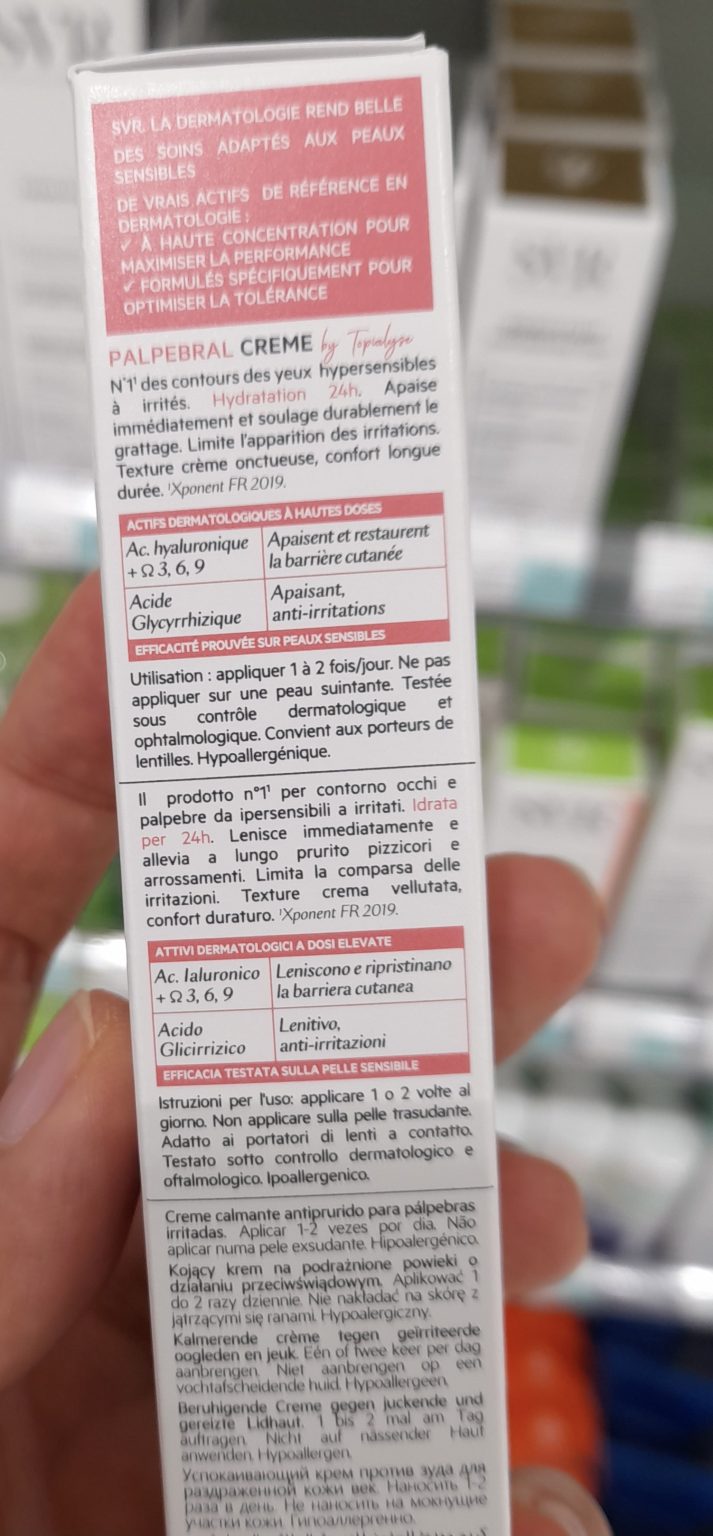 SVR, LA DERMATOLOGIE REND BELLE
DES SOINS ADAPTÉS AUX PEAUX
SENSIBLES
DE VRAIS ACTIFS DE RÉFÉRENCE EN
DERMATOLOGIE :
✓ À HAUTE CONCENTRATION POUR
MAXIMISER LA PERFORMANCE
✓ FORMULÉS SPÉCIFIQUEMENT POUR
OPTIMISER LA TOLÉRANCE
PALPEBRAL CREME by Topialyse
N°1¹ des contours des yeux hypersensibles
à irrités. Hydratation 24h. Apaise
immédiatement et soulage durablement le
grattage. Limite l'apparition des irritations.
Texture crème onctueuse, confort longue
durée. ¹Xponent FR 2019.
ACTIFS DERMATOLOGIQUES À HAUTES DOSES
Ac. hyaluronique Apaisent et restaurent
+ Ω 3, 6, 9 la barrière cutanée
Acide Apaisant,
Glycyrrhizique anti-irritations
EFFICACITÉ PROUVÉE SUR PEAUX SENSIBLES
Utilisation : appliquer 1 à 2 fois/jour. Ne pas
appliquer sur une peau suintante. Testée
sous contrôle dermatologique et
ophtalmologique. Convient aux porteurs de
lentilles. Hypoallergénique.
Il prodotto n°1¹ per contorno occhi e
palpebre da ipersensibili a irritati. Idrata
per 24h. Lenisce immediatamente e
allevia a lungo prurito pizzicori e
arrossamenti. Limita la comparsa delle
irritazioni. Texture crema vellutata,
confort duraturo. ¹Xponent FR 2019.
ATTIVI DERMATOLOGICI A DOSI ELEVATE
Ac. Ialuronico Leniscono e ripristinano
+ Ω 3, 6, 9 la barriera cutanea
Acido Lenitivo,
Glicirrizico anti-irritazioni
EFFICACIA TESTATA SULLA PELLE SENSIBILE
Istruzioni per l'uso: applicare 1 o 2 volte al
giorno. Non applicare sulla pelle trasudante.
Adatto ai portatori di lenti a contatto.
Testato sotto controllo dermatologico e
oftalmologico. Ipoallergenico.
Creme calmante antiprurido para pálpebras
irritadas. Aplicar 1-2 vezes por dia. Não
aplicar numa pele exsudante. Hipoalergénico.
Kojący krem na podrażnione powieki o
działaniu przeciwświądowym. Aplikować 1
do 2 razy dziennie. Nie nakładać na skórę z
jątrzącymi się ranami. Hypoalergiczny.
Kalmerende crème tegen geïrriteerde
oogleden en jeuk. Eén of twee keer per dag
aanbrengen. Niet aanbrengen op een
vochtafscheidende huid. Hypoallergeen.
Beruhigende Creme gegen juckende und
gereizte Lidhaut. 1 bis 2 mal am Tag
auftragen. Nicht auf nässender Haut
anwenden. Hypoallergen.
Успокаивающий крем против зуда для
раздраженной кожи век. Наносить 1-2
раза в день. Не наносить на мокнущие
участки кожи. Гипоаллергенно.
SVR